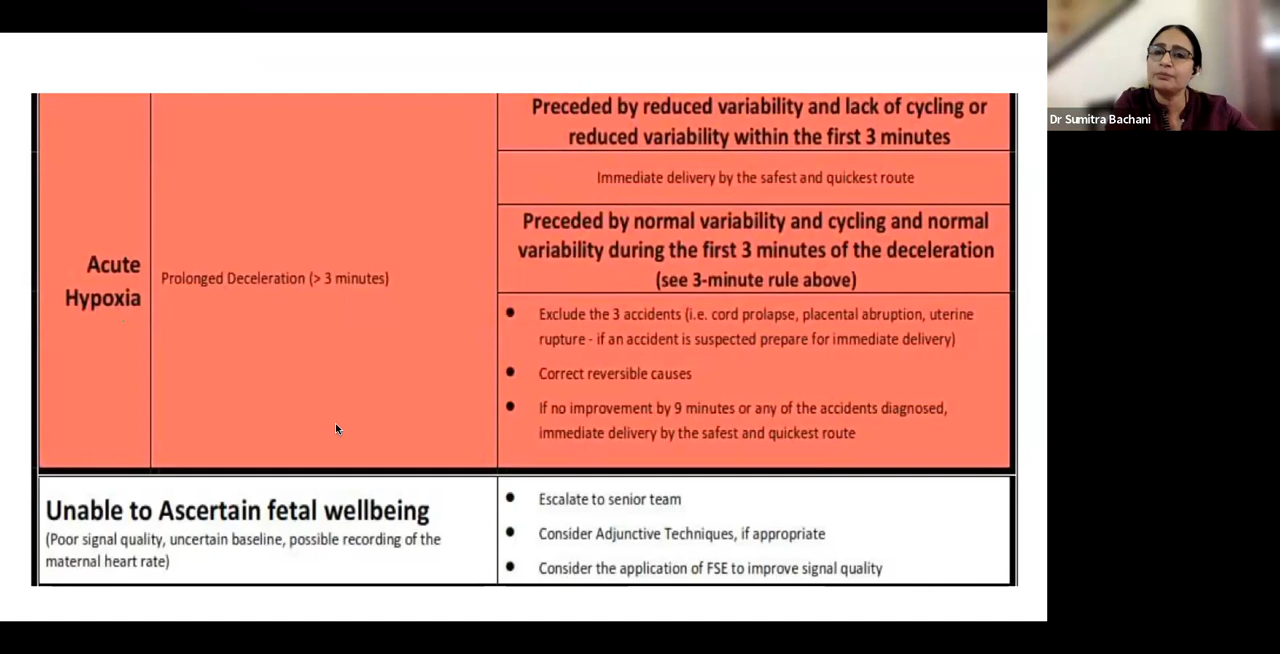 Preceded by reduced variability and lack of cycling or
reduced variability within the first 3 minutes
Immediate delivery by the safest and quickest route
Preceded by normal variability and cycling and normal
variability during the first 3 minutes of the deceleration
(see 3-minute rule above)
Acute
Hypoxia
Prolonged Deceleration (> 3 minutes)
● Exclude the 3 accidents (i.e. cord prolapse, placental abruption, uterine
rupture - if an accident is suspected prepare for immediate delivery)
● Correct reversible causes
● If no improvement by 9 minutes or any of the accidents diagnosed,
immediate delivery by the safest and quickest route
Unable to Ascertain fetal wellbeing
(Poor signal quality, uncertain baseline, possible recording of the
maternal heart rate)
● Escalate to senior team
● Consider Adjunctive Techniques, if appropriate
● Consider the application of FSE to improve signal quality
Dr Sumitra Bachani